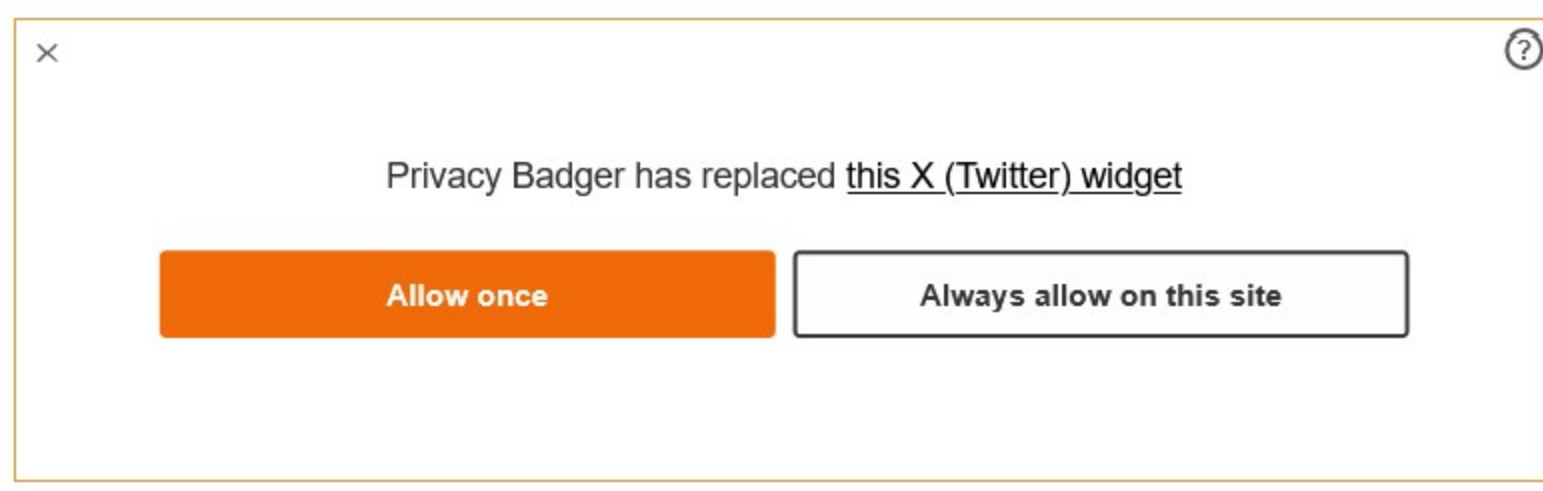 Privacy Badger has replaced this X (Twitter) widget
Allow once
Always allow on this site